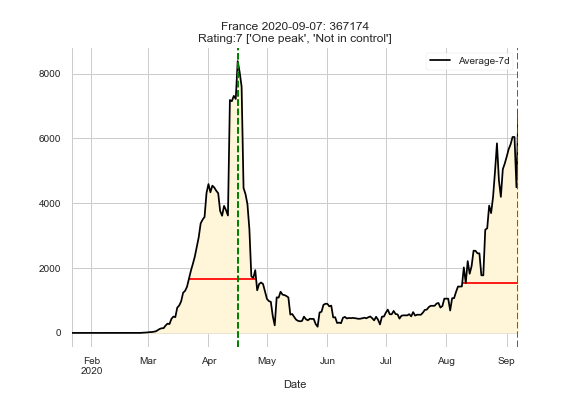 France 2020-09-07: 367174
Rating:7 ['One peak', 'Not in control']
Average-7d
8000
6000
4000
2000
0
Feb Mar Apr May Jun Jul Aug Sep
2020
Date